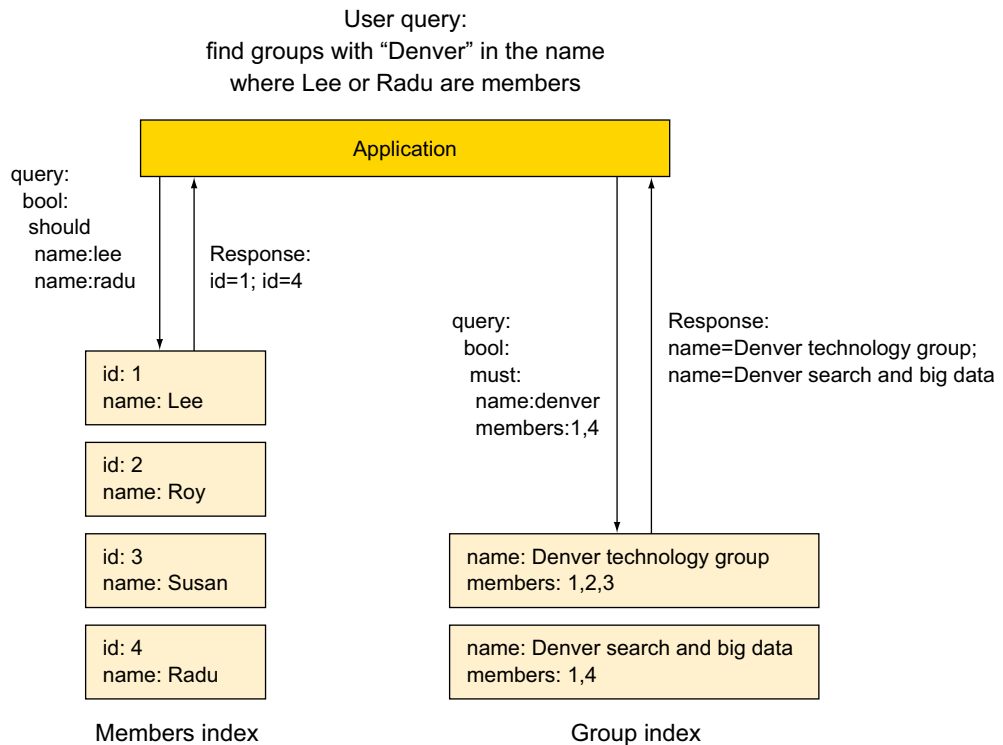 User query:
find groups with “Denver” in the name
where Lee or Radu are members
Application
query:
bool:
should
name:lee
name:radu
Response:
id=1; id=4
query:
bool:
must:
name:denver
members:1,4
Response:
name=Denver technology group;
name=Denver search and big data
id: 1
name: Lee
id: 2
name: Roy
id: 3
name: Susan
id: 4
name: Radu
Members index
name: Denver technology group
members: 1,2,3
name: Denver search and big data
members: 1,4
Group index